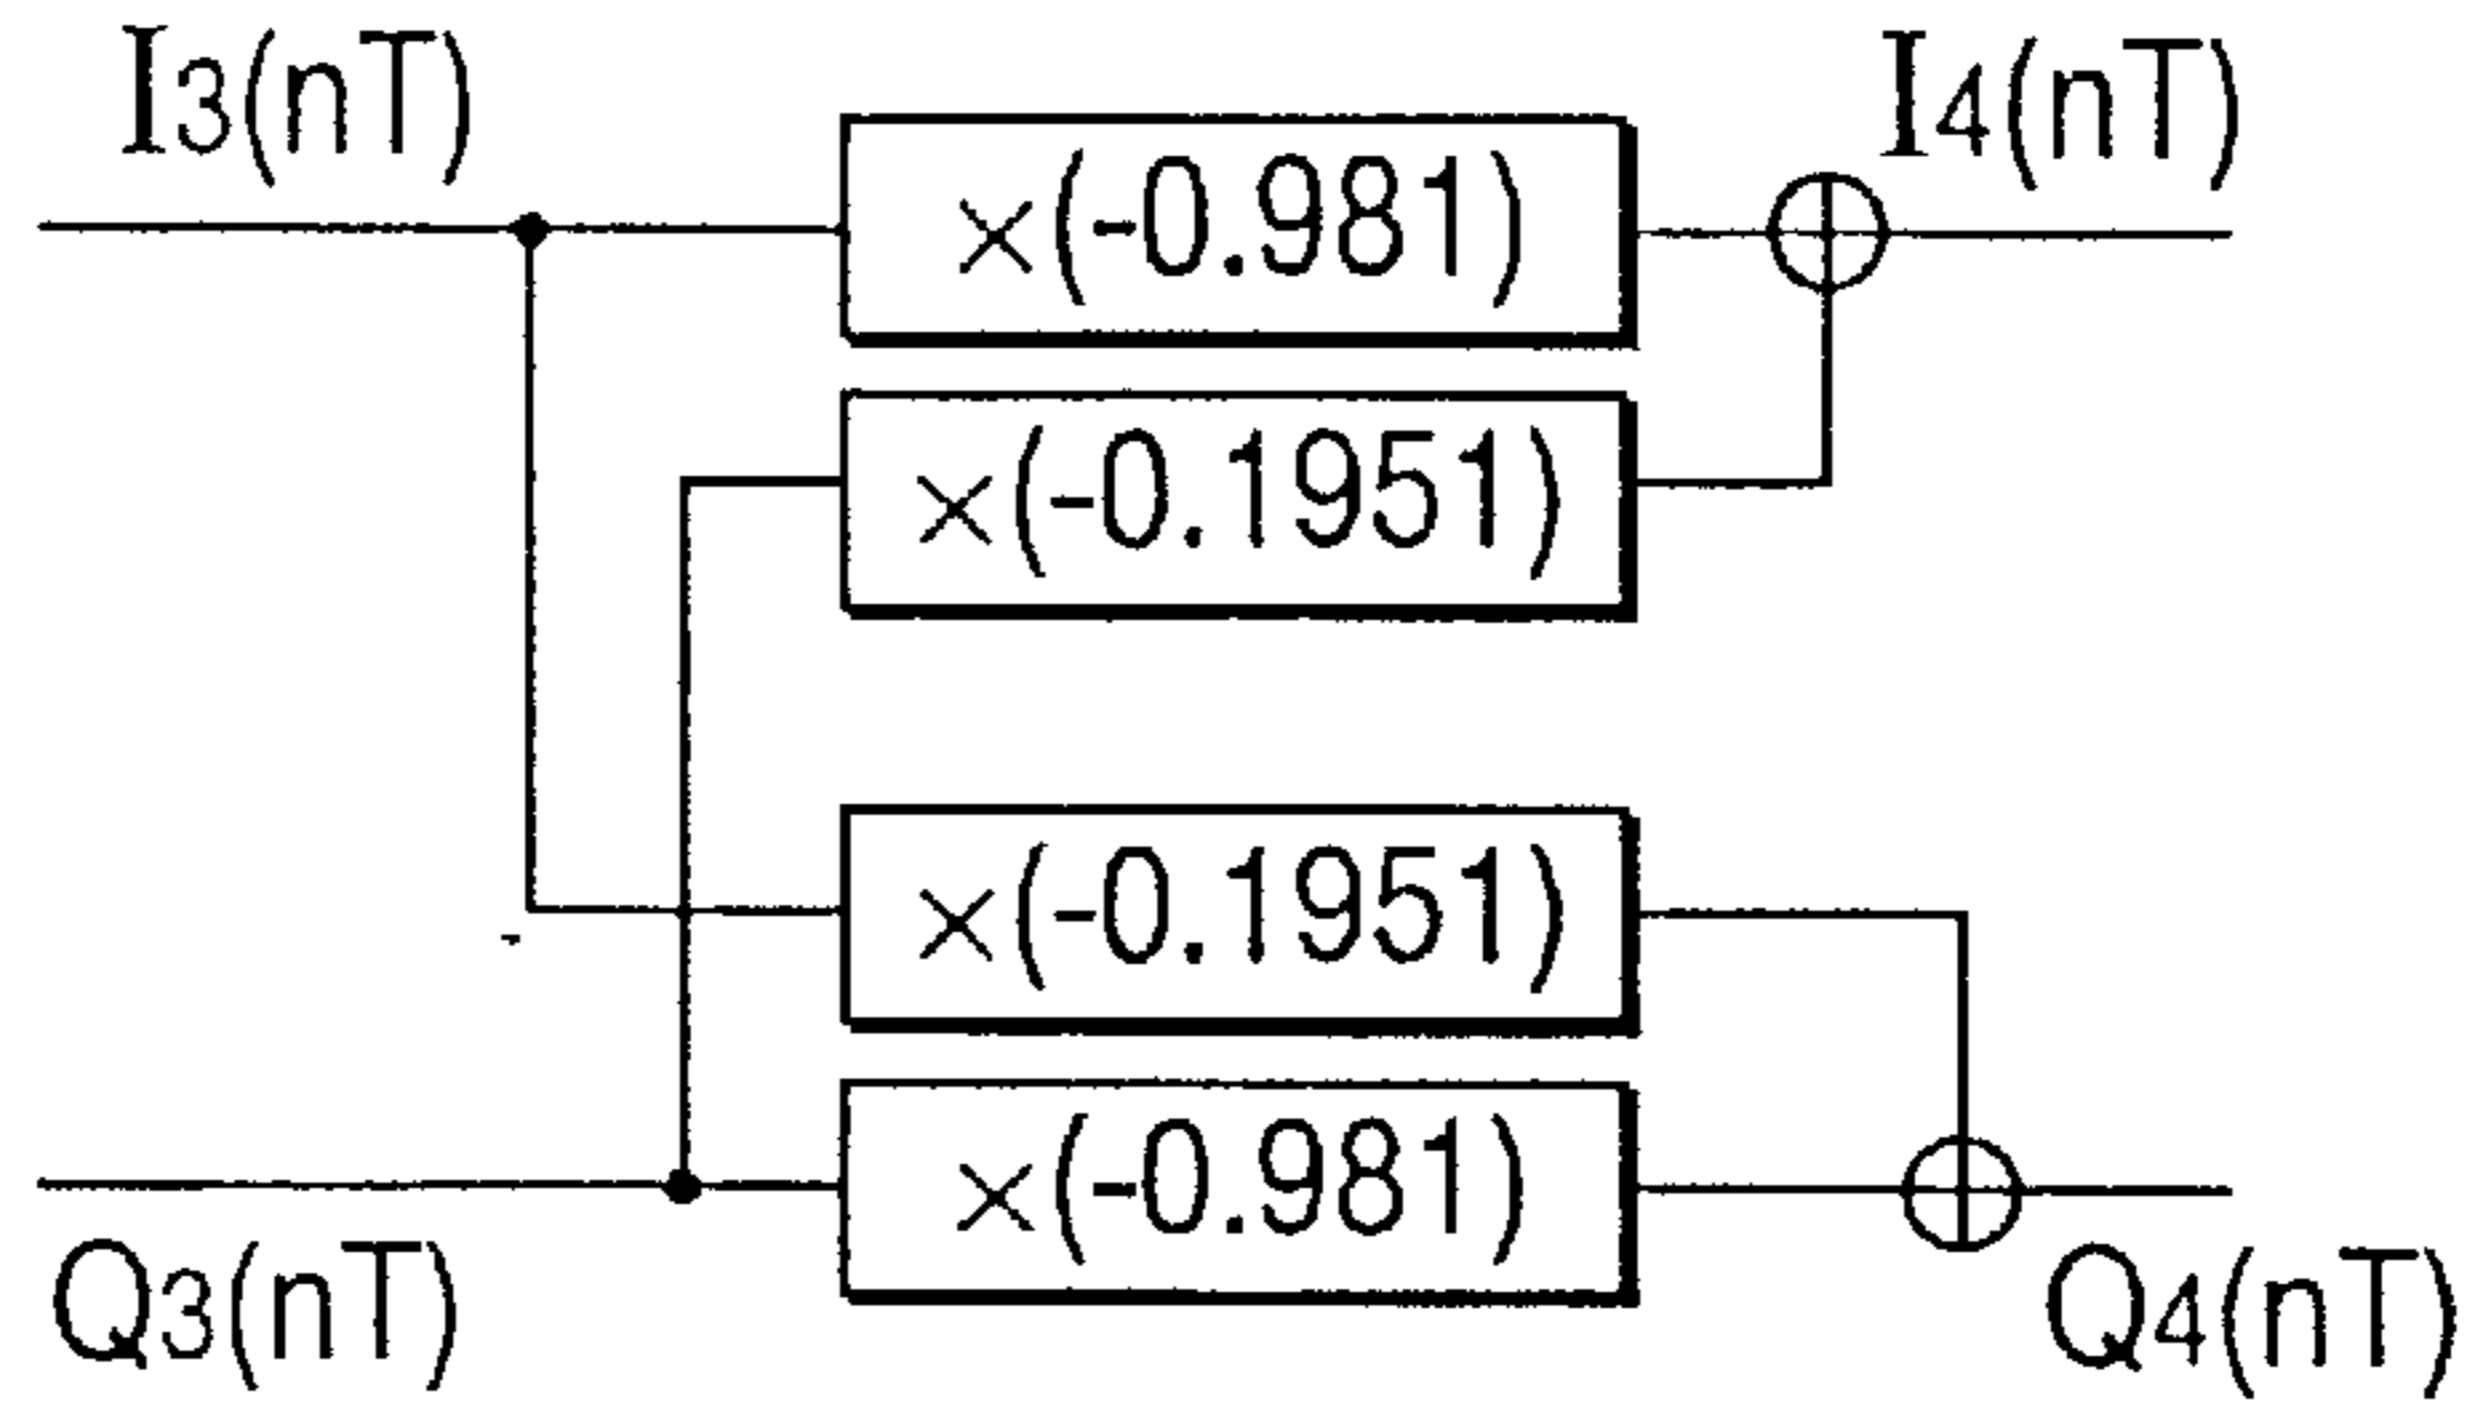 I3(nT)
I4(nT)
×(-0.981)
×(-0.1951)
×(-0.1951)
×(-0.981)
Q3(nT)
Q4(nT)